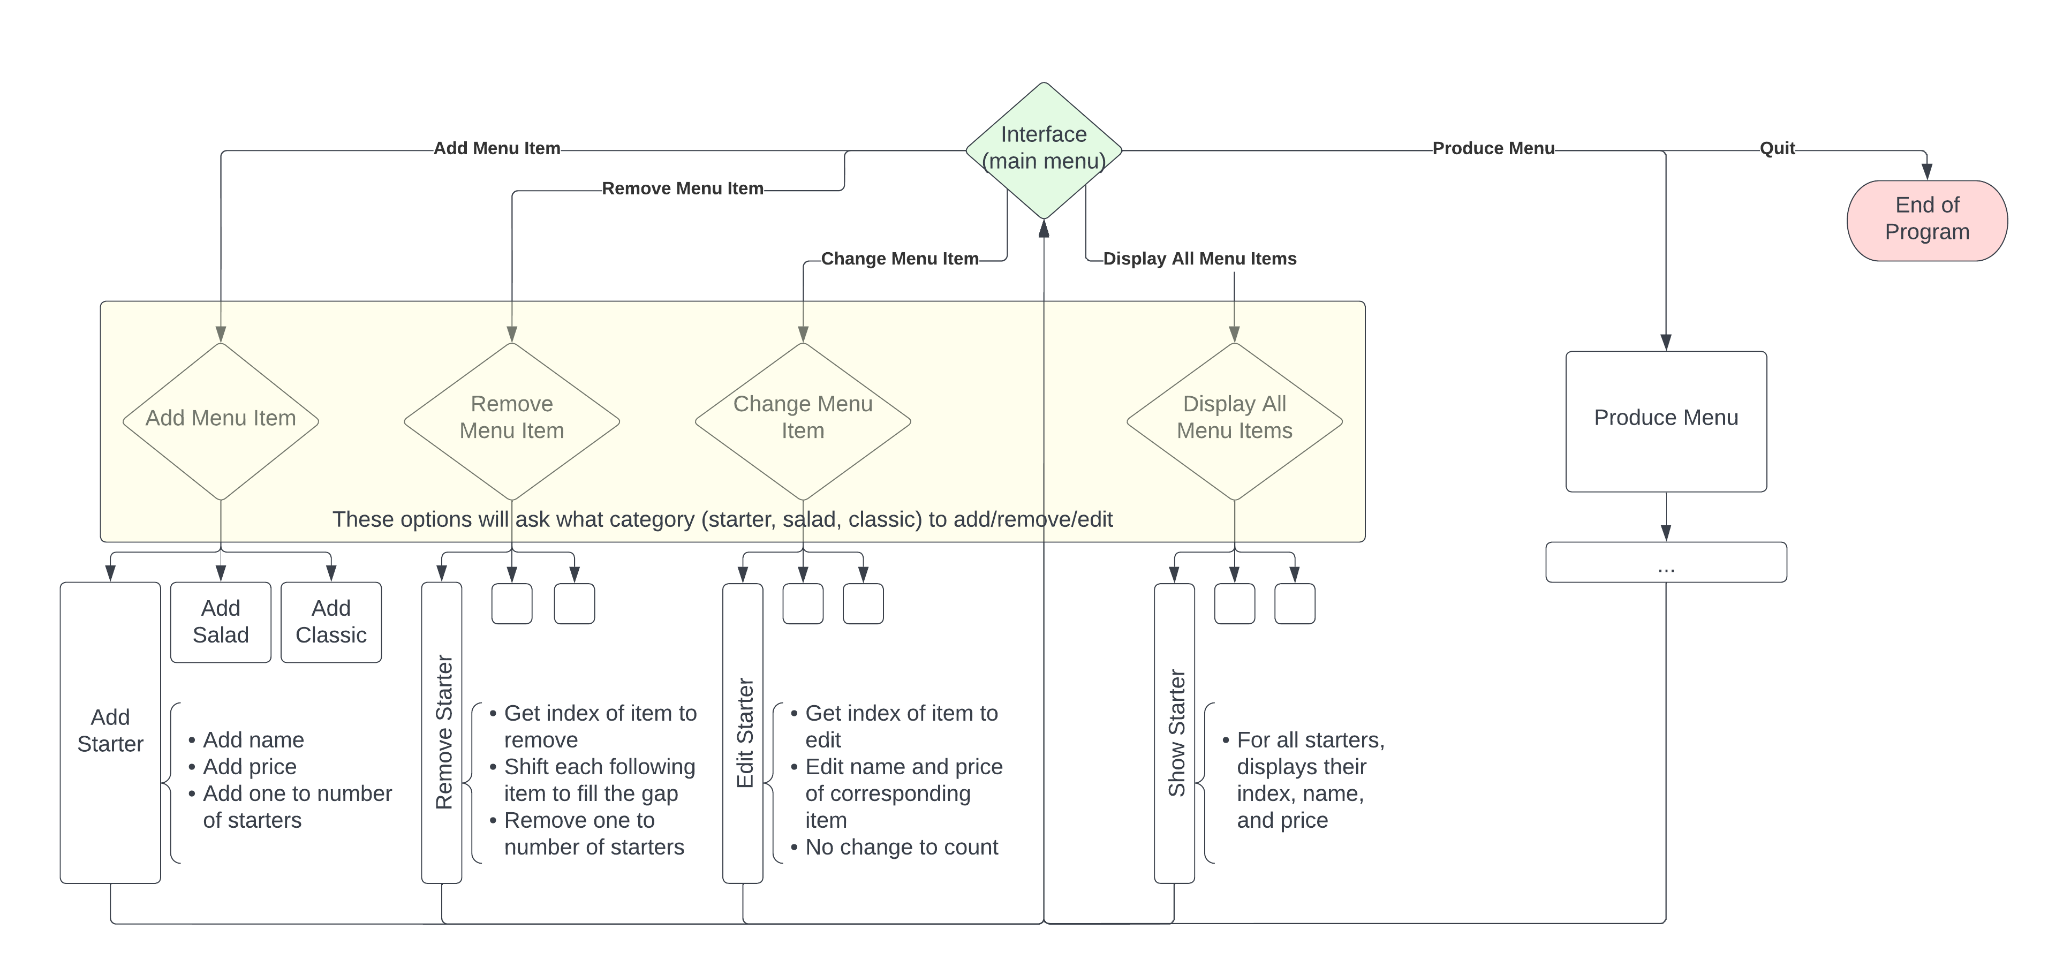 Interface
(main menu)
Add Menu Item
Produce Menu
Quit
Remove Menu Item
End of
Program
Change Menu Item
Display All Menu Items
Add Menu Item
Remove
Menu Item
Change Menu
Item
Display All
Menu Items
Produce Menu
These options will ask what category (starter, salad, classic) to add/remove/edit
...
Add
Salad
Add
Classic
Add
Starter
• Add name
• Add price
• Add one to number
of starters
Remove Starter
• Get index of item to
remove
• Shift each following
item to fill the gap
• Remove one to
number of starters
Edit Starter
• Get index of item to
edit
• Edit name and price
of corresponding
item
• No change to count
Show Starter
• For all starters,
displays their
index, name,
and price